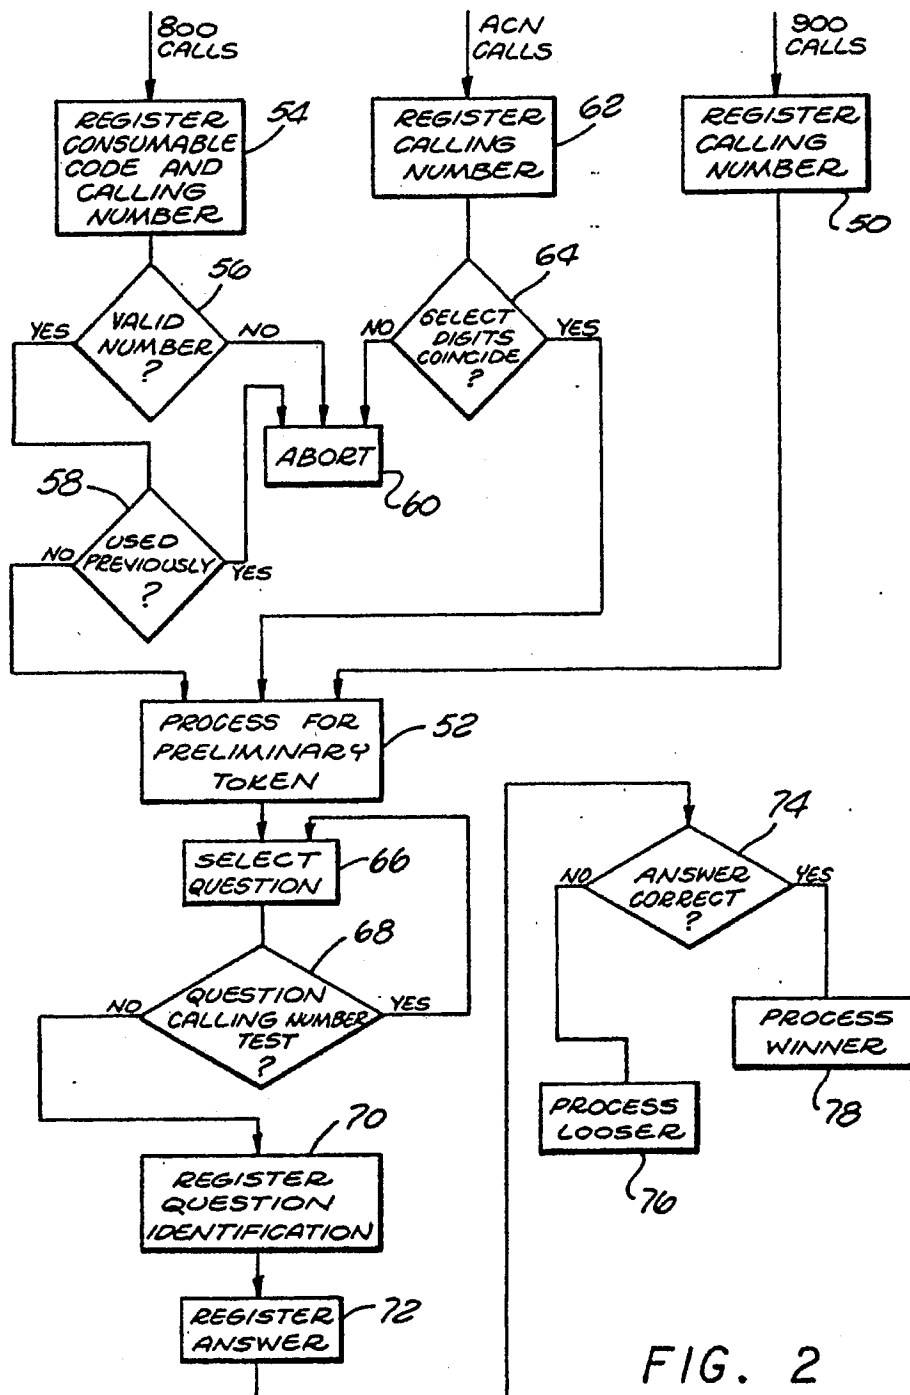 800
CALLS
ACN
CALLS
900
CALLS
REGISTER
CONSUMABLE
CODE AND
CALLING
NUMBER
54
REGISTER
CALLING
NUMBER
62
REGISTER
CALLING
NUMBER
50
VALID
NUMBER
?
56
YES
NO
SELECT
DIGITS
COINCIDE
?
64
NO
YES
ABORT
60
USED
PREVIOUSLY
?
58
NO
YES
PROCESS FOR
PRELIMINARY
TOKEN
52
SELECT
QUESTION
66
QUESTION
CALLING NUMBER
TEST
?
68
NO
YES
REGISTER
QUESTION
IDENTIFICATION
70
REGISTER
ANSWER
72
ANSWER
CORRECT
?
74
NO
YES
PROCESS
LOOSER
76
PROCESS
WINNER
78
FIG. 2